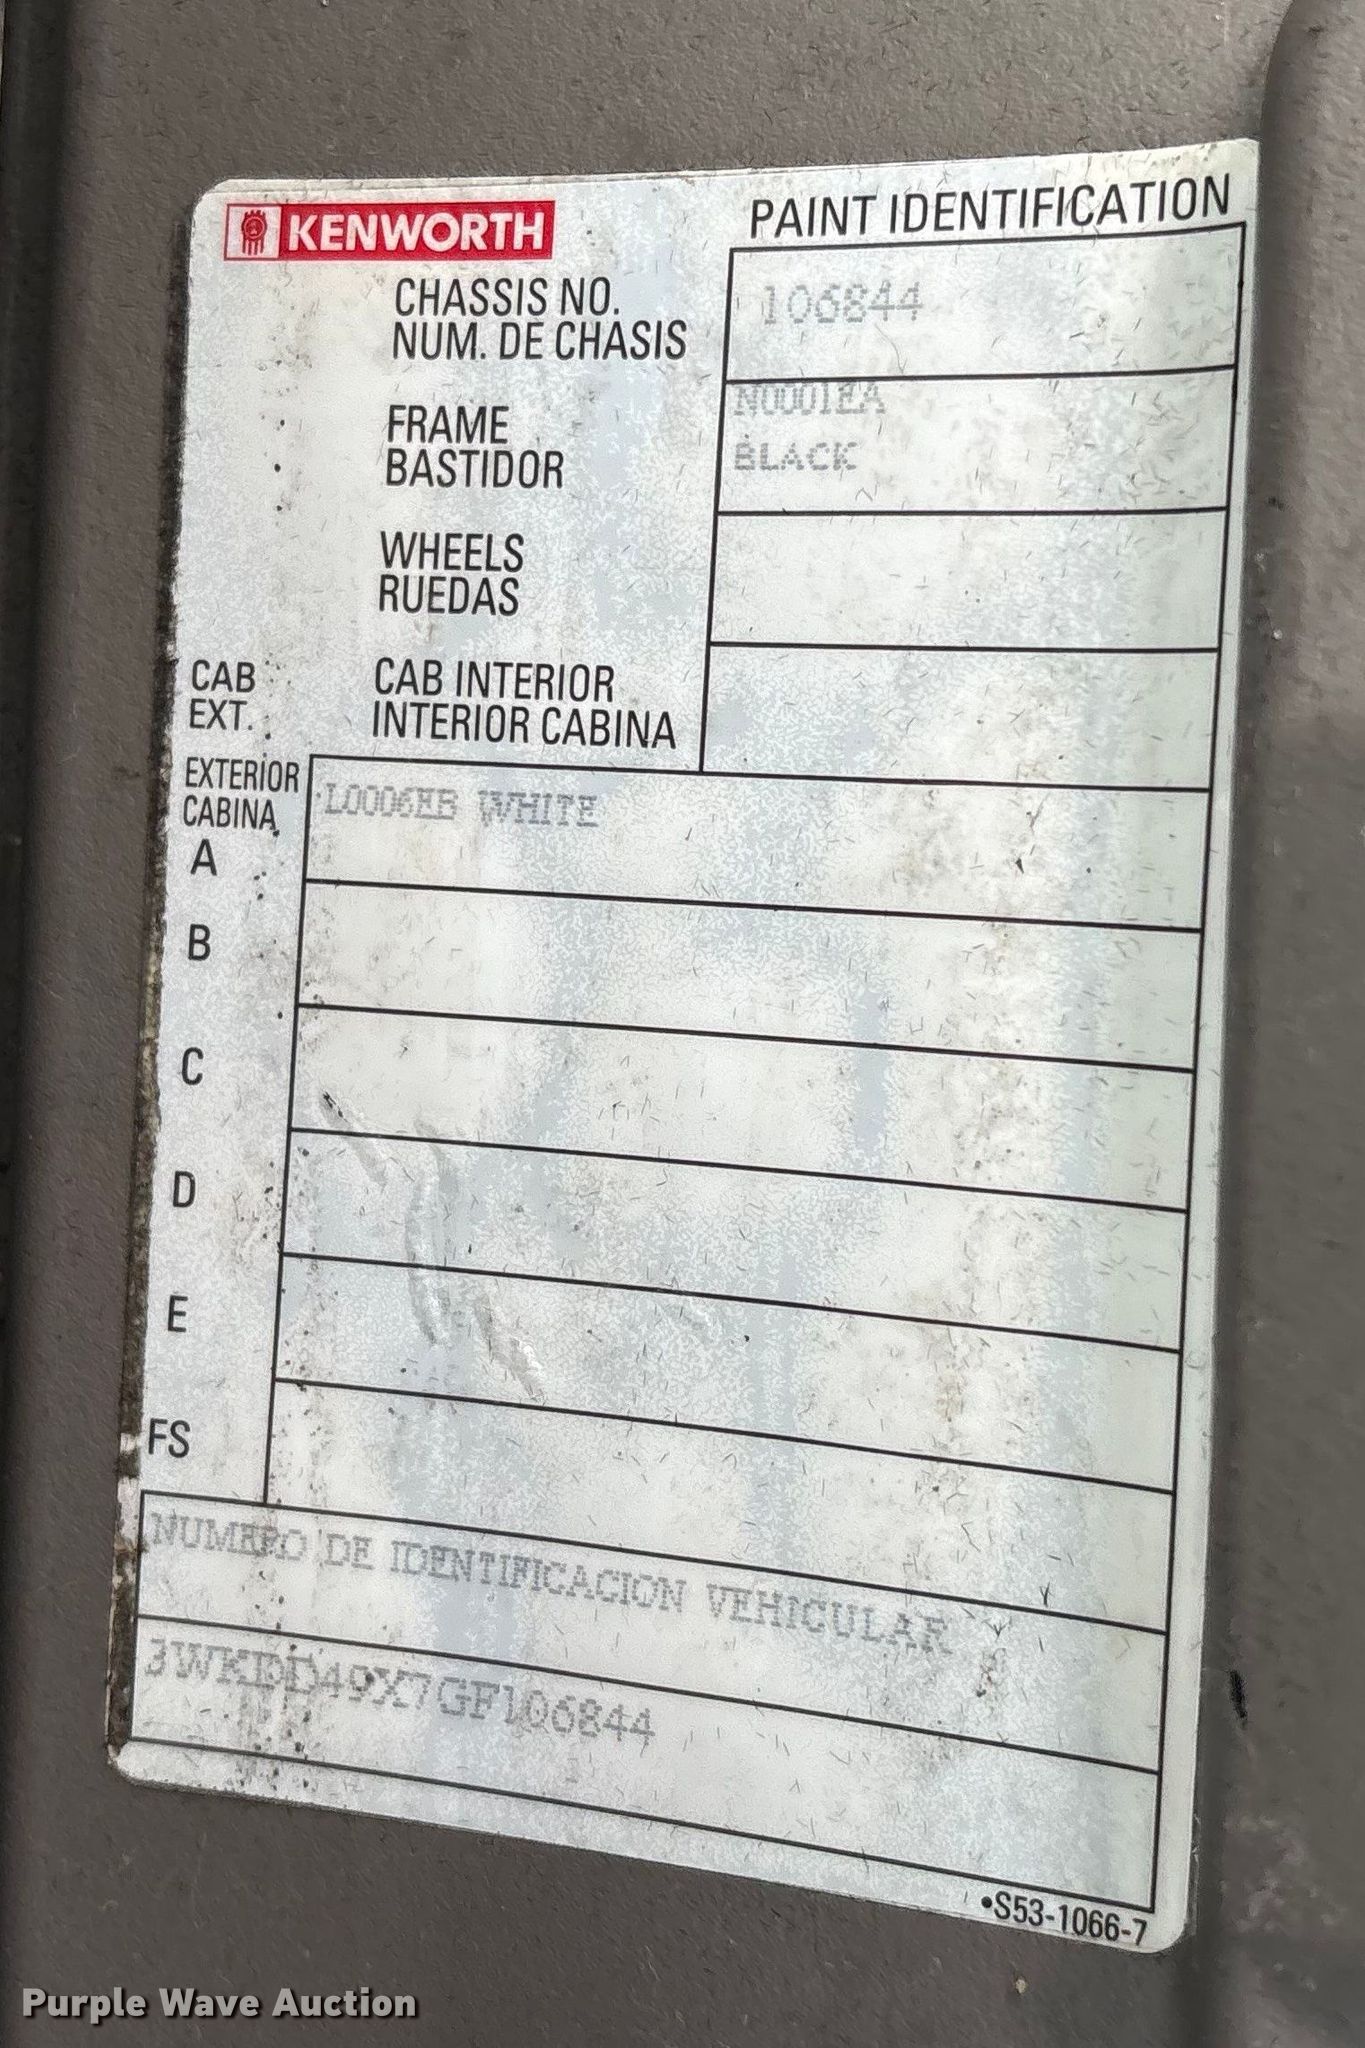 KENWORTH
PAINT IDENTIFICATION
CHASSIS NO.
NUM. DE CHASIS
106844
FRAME
BASTIDOR
N0001EA
BLACK
WHEELS
RUEDAS
CAB INTERIOR
INTERIOR CABINA
CAB
EXT.
EXTERIOR
CABINA
A
L0006EB WHITE
B
C
D
E
FS
NUMERO DE IDENTIFICACION VEHICULAR
3WKDD49X7GF106844
•S53-1066-7
Purple Wave Auction